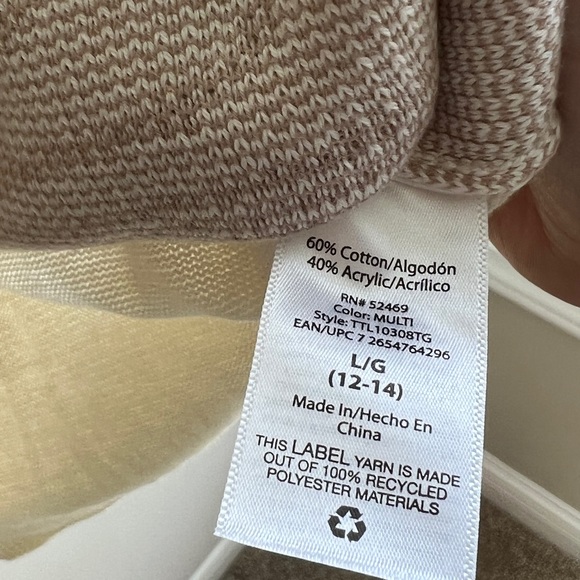 60% Cotton/Algodón
40% Acrylic/Acrílico
RN# 52469
Color: MULTI
Style: TTL10308TG
EAN/UPC 7 2654764296
L/G
(12-14)
Made In/Hecho En
China
THIS LABEL YARN IS MADE
OUT OF 100% RECYCLED
POLYESTER MATERIALS